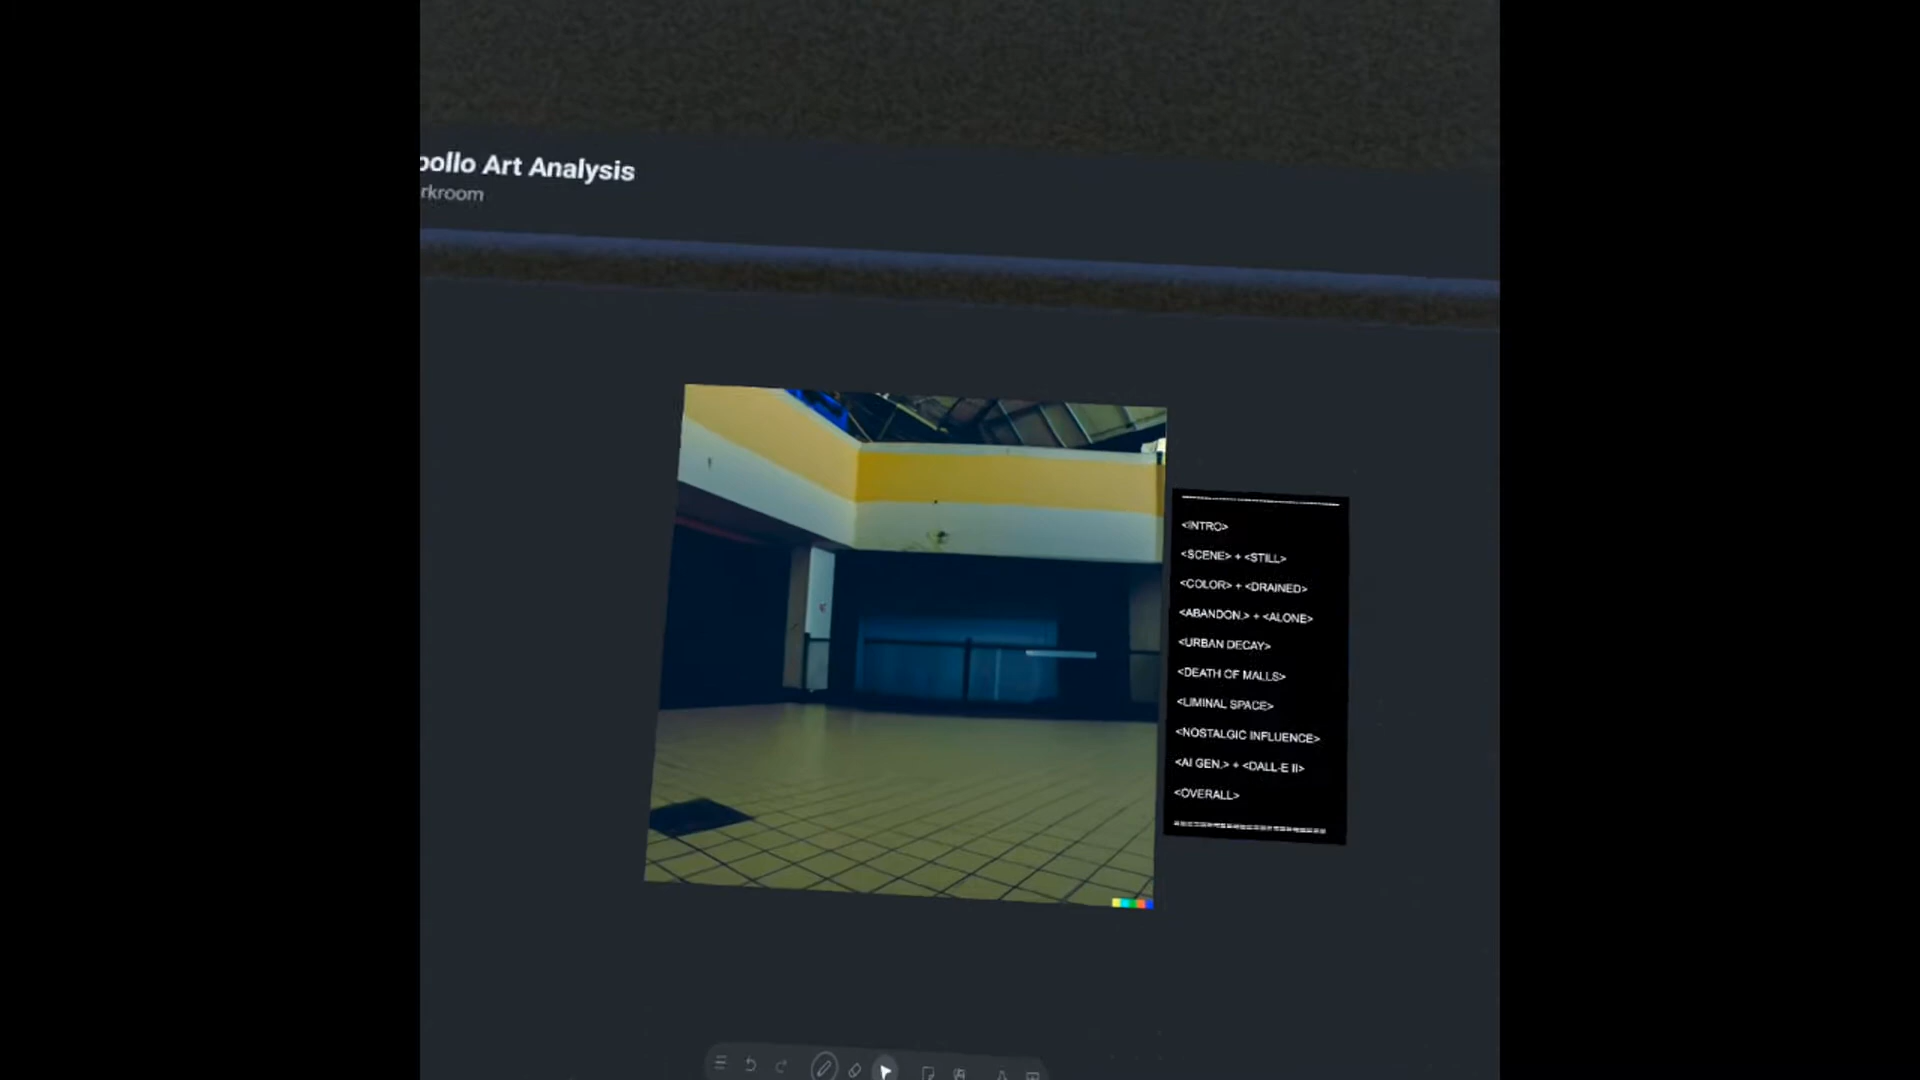 pollo Art Analysis
rkroom
<INTRO>
<SCENE> + <STILL>
<COLOR> + <DRAINED>
<ABANDON.> + <ALONE>
<URBAN DECAY>
<DEATH OF MALLS>
<LIMINAL SPACE>
<NOSTALGIC INFLUENCE>
<AI GEN.> + <DALL-E II>
<OVERALL>